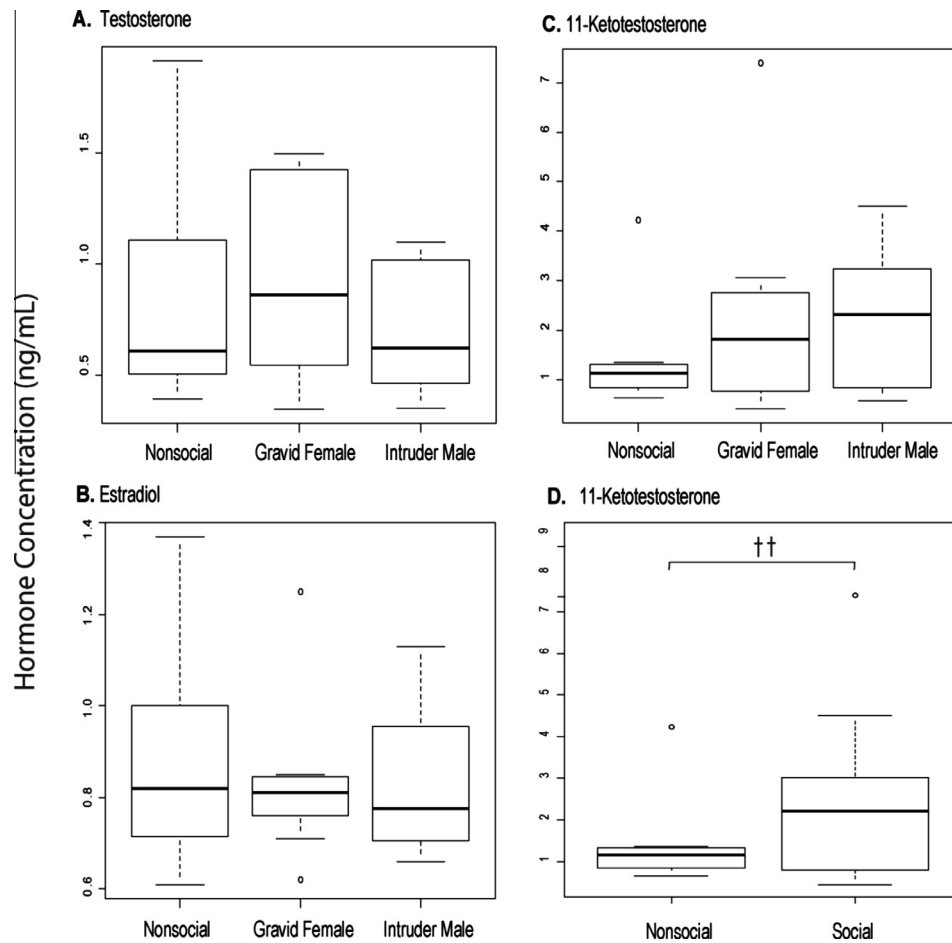 Hormone Concentration (ng/mL)
A. Testosterone
1.5
1.0
0.5
Nonsocial Gravid Female Intruder Male
B. Estradiol
1.4
1.2
1.0
0.8
0.6
Nonsocial Gravid Female Intruder Male
C. 11-Ketotestosterone
7
6
5
4
3
2
1
Nonsocial Gravid Female Intruder Male
D. 11-Ketotestosterone
9
8
7
6
5
4
3
2
1
††
Nonsocial Social